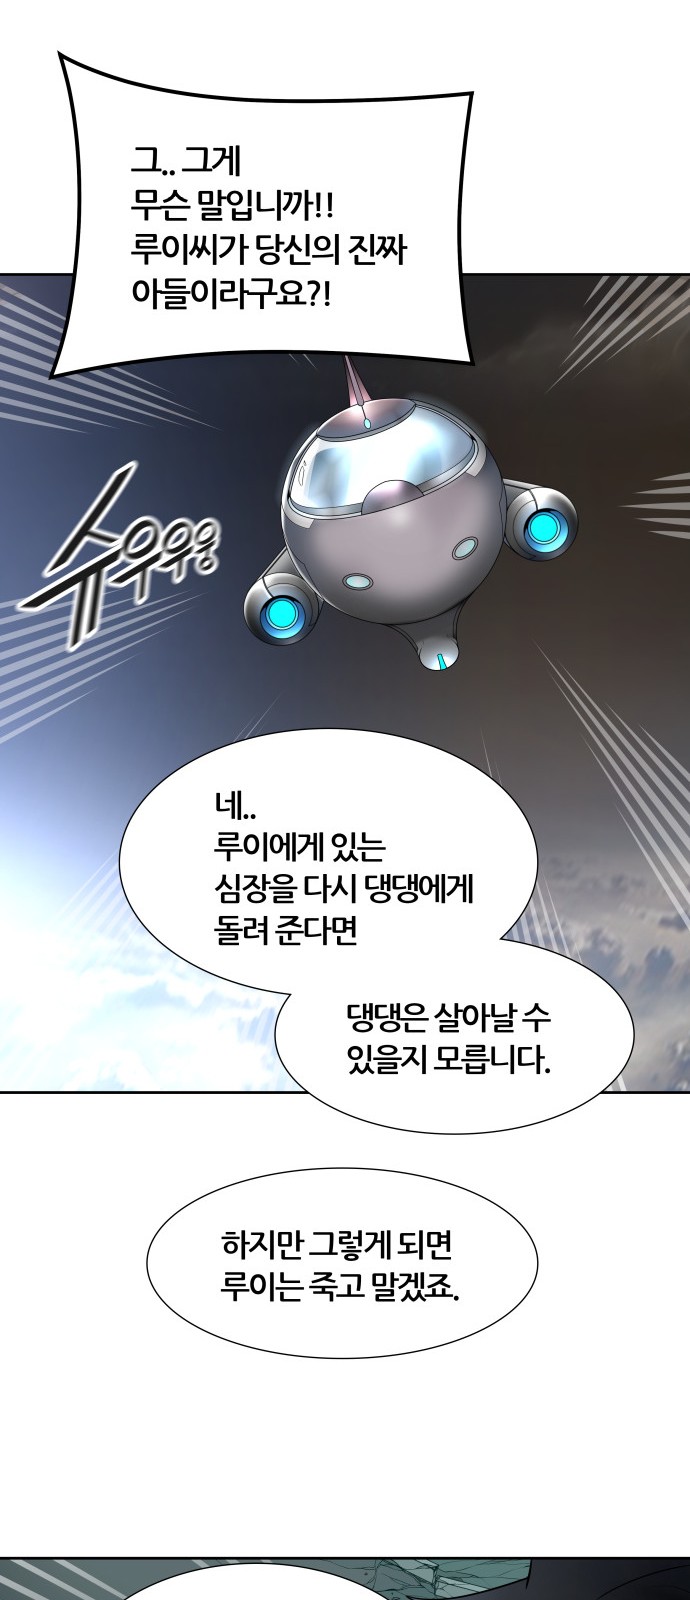 그.. 그게
무슨 말입니까!!
루이씨가 당신의 진짜
아들이라구요?!
슈우우웅
네..
루이에게 있는
심장을 다시 댕댕에게
돌려 준다면
댕댕은 살아날 수
있을지 모릅니다.
하지만 그렇게 되면
루이는 죽고 말겠죠.